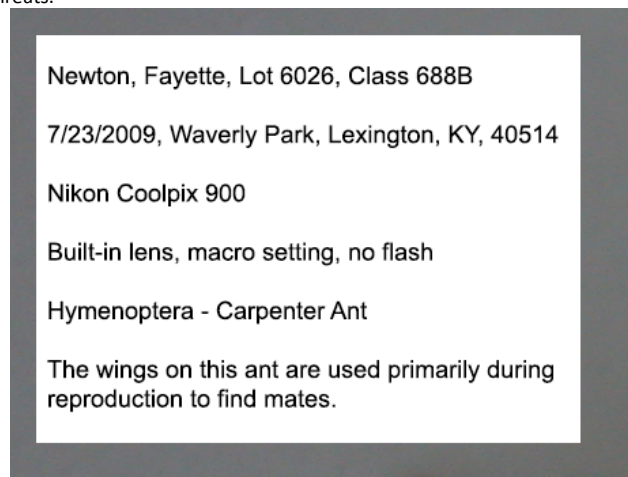 Newton, Fayette, Lot 6026, Class 688B
7/23/2009, Waverly Park, Lexington, KY, 40514
Nikon Coolpix 900
Built-in lens, macro setting, no flash
Hymenoptera - Carpenter Ant
The wings on this ant are used primarily during
reproduction to find mates.